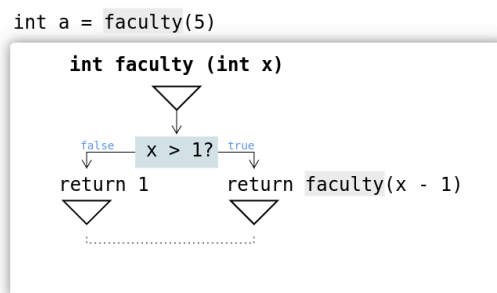 int a = faculty(5)
int faculty (int x)
false
x > 1?
true
return 1
return faculty(x - 1)